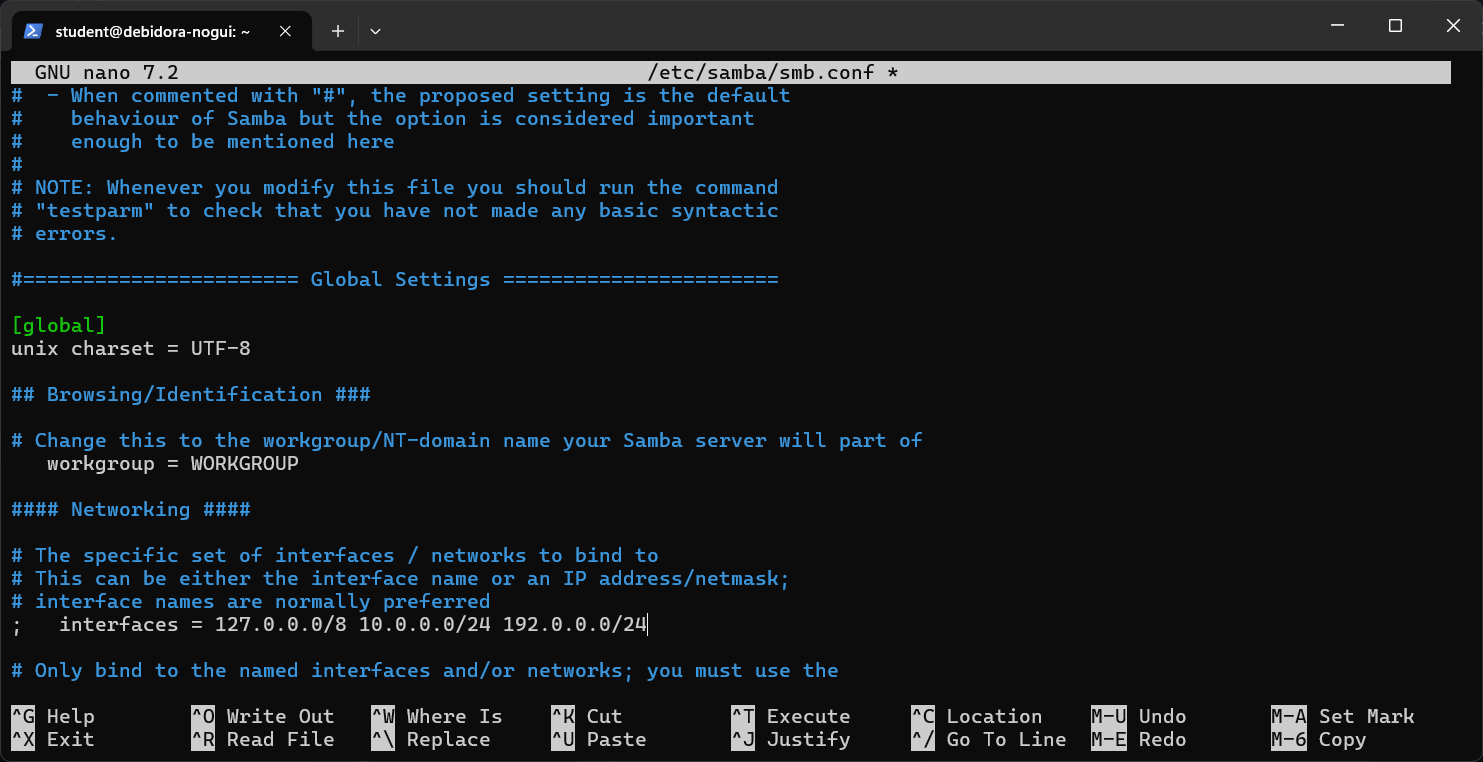 student@debidora-nogui: ~
GNU nano 7.2 /etc/samba/smb.conf *
#  - When commented with "#", the proposed setting is the default
#    behaviour of Samba but the option is considered important
#    enough to be mentioned here
#
# NOTE: Whenever you modify this file you should run the command
# "testparm" to check that you have not made any basic syntactic
# errors.
#======================= Global Settings =======================
[global]
unix charset = UTF-8
## Browsing/Identification ###
# Change this to the workgroup/NT-domain name your Samba server will part of
   workgroup = WORKGROUP
#### Networking ####
# The specific set of interfaces / networks to bind to
# This can be either the interface name or an IP address/netmask;
# interface names are normally preferred
;   interfaces = 127.0.0.0/8 10.0.0.0/24 192.0.0.0/24
# Only bind to the named interfaces and/or networks; you must use the
^G Help ^O Write Out ^W Where Is ^K Cut ^T Execute ^C Location M-U Undo M-A Set Mark
^X Exit ^R Read File ^\ Replace ^U Paste ^J Justify ^/ Go To Line M-E Redo M-6 Copy